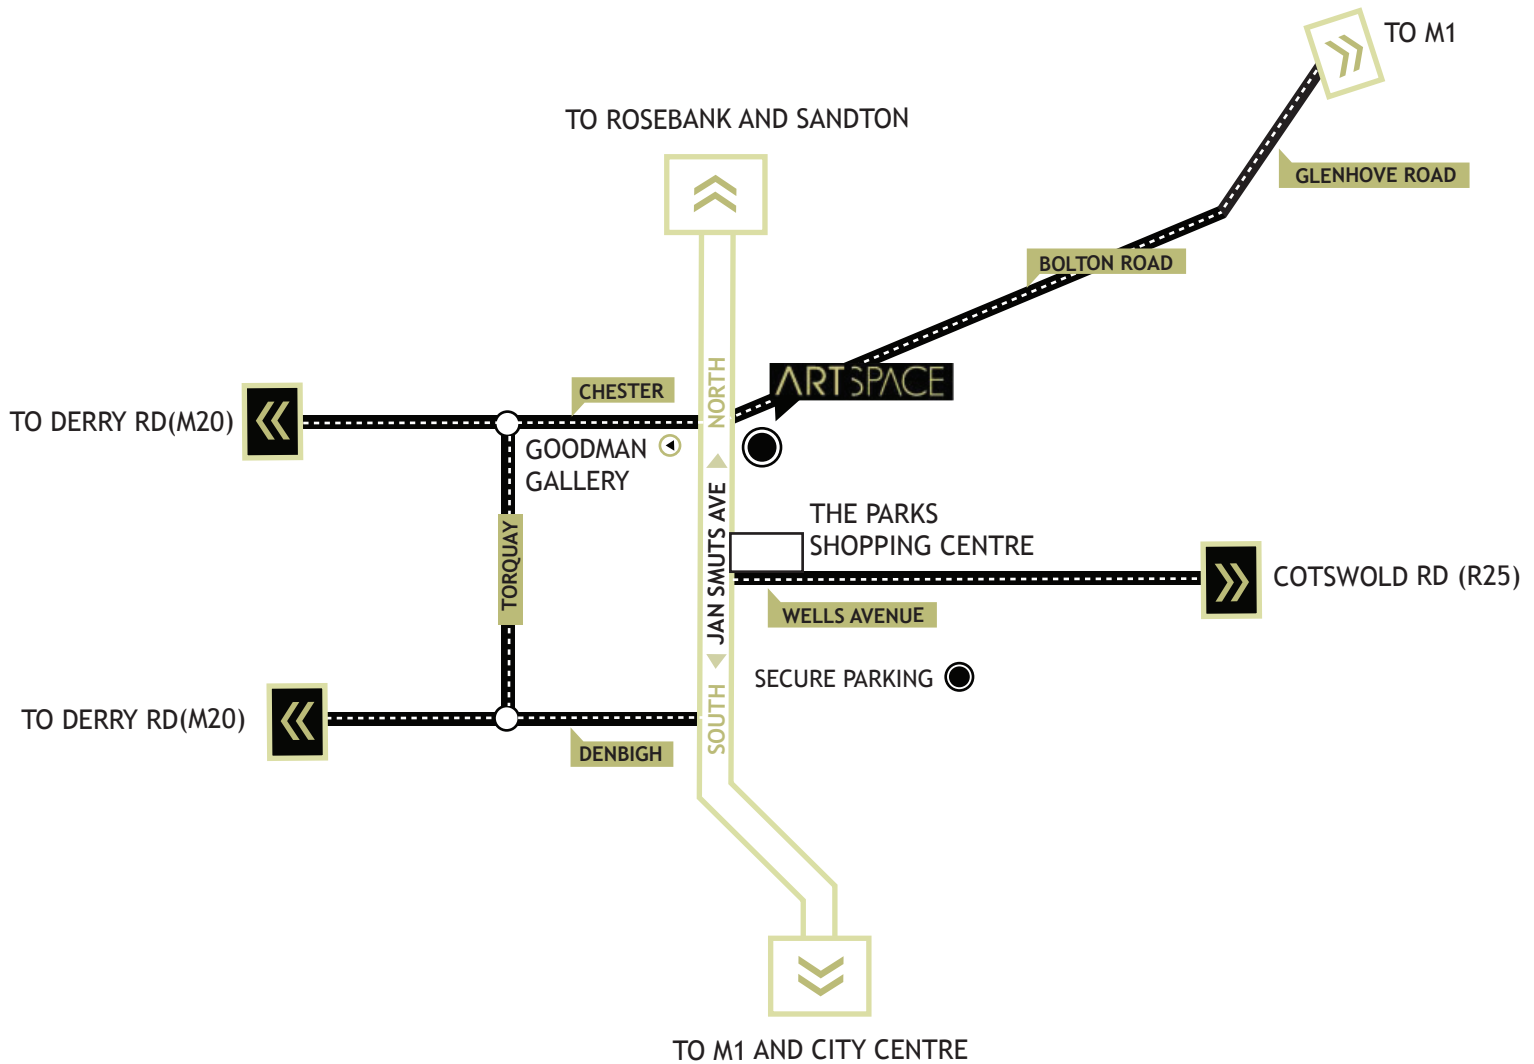 TO M1
TO ROSEBANK AND SANDTON
GLENHOVE ROAD
BOLTON ROAD
NORTH
ARTSPACE
CHESTER
TO DERRY RD(M20)
GOODMAN
GALLERY
JAN SMUTS AVE
THE PARKS
SHOPPING CENTRE
TORQUAY
COTSWOLD RD (R25)
WELLS AVENUE
SECURE PARKING
SOUTH
TO DERRY RD(M20)
DENBIGH
TO M1 AND CITY CENTRE